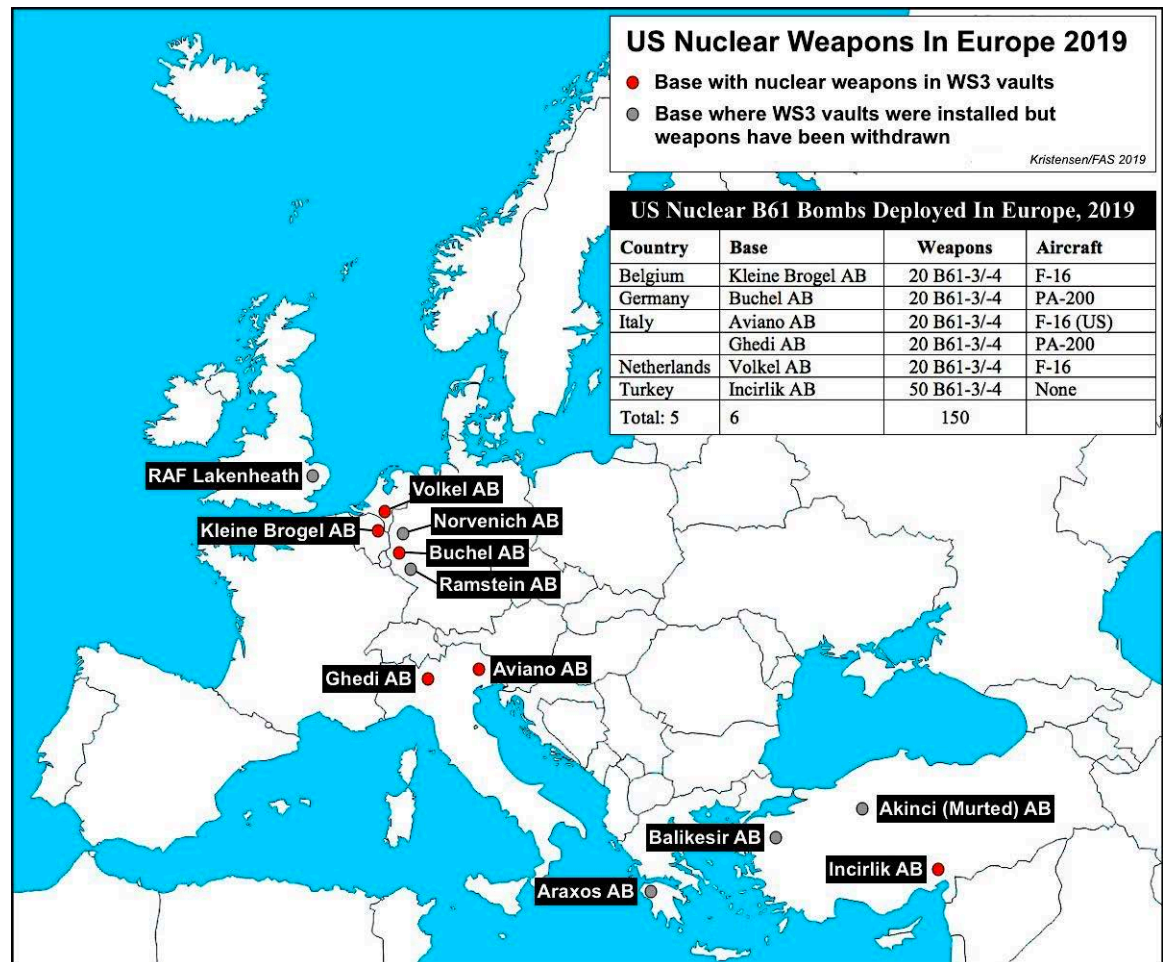 US Nuclear Weapons In Europe 2019
Base with nuclear weapons in WS3 vaults
Base where WS3 vaults were installed but
weapons have been withdrawn
Kristensen/FAS 2019
US Nuclear B61 Bombs Deployed In Europe, 2019
Country Base Weapons Aircraft
Belgium Kleine Brogel AB 20 B61-3/-4 F-16
Germany Buchel AB 20 B61-3/-4 PA-200
Italy Aviano AB 20 B61-3/-4 F-16 (US)
Ghedi AB 20 B61-3/-4 PA-200
Netherlands Volkel AB 20 B61-3/-4 F-16
Turkey Incirlik AB 50 B61-3/-4 None
Total: 5 6 150
RAF Lakenheath
Volkel AB
Norvenich AB
Kleine Brogel AB
Buchel AB
Ramstein AB
Aviano AB
Ghedi AB
Akinci (Murted) AB
Balikesir AB
Incirlik AB
Araxos AB